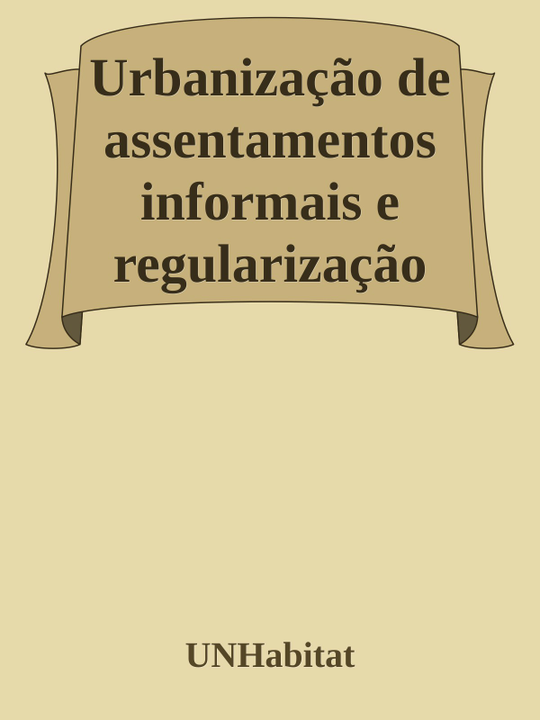 Urbanização de
assentamentos
informais e
regularização
UNHabitat